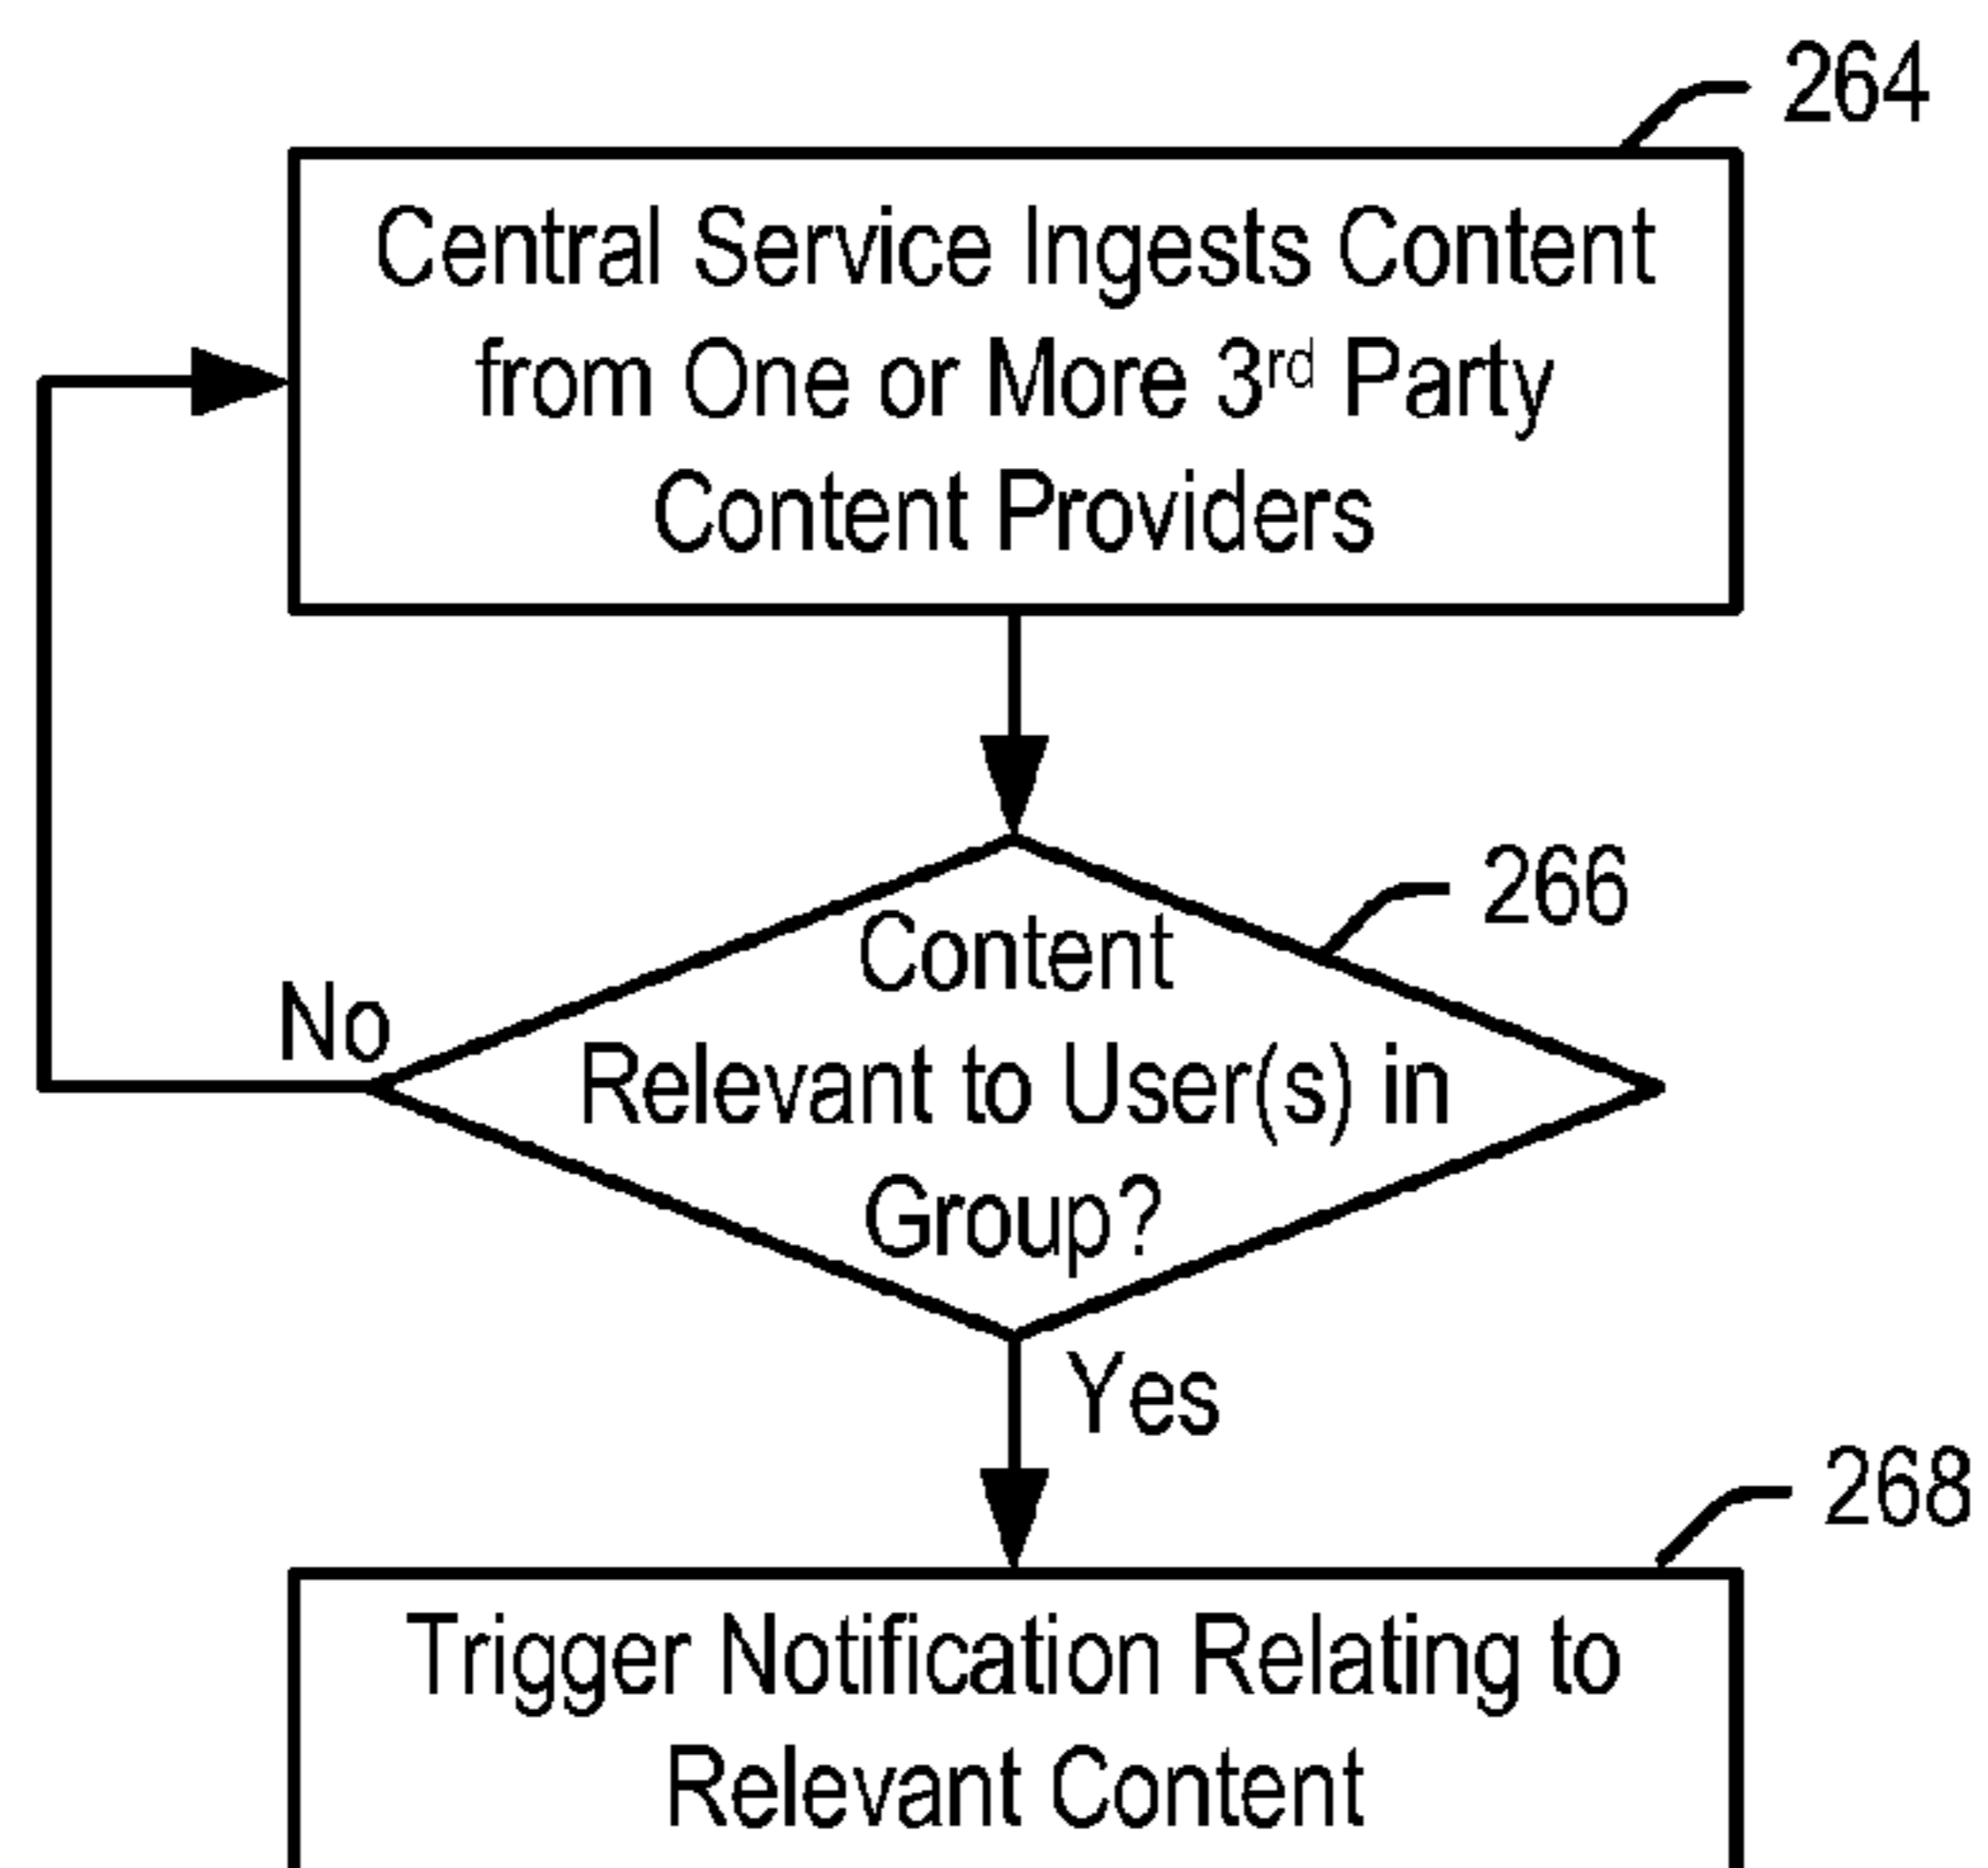 264
Central Service Ingests Content
from One or More 3rd Party
Content Providers
266
Content
Relevant to User(s) in
Group?
No
Yes
268
Trigger Notification Relating to
Relevant Content